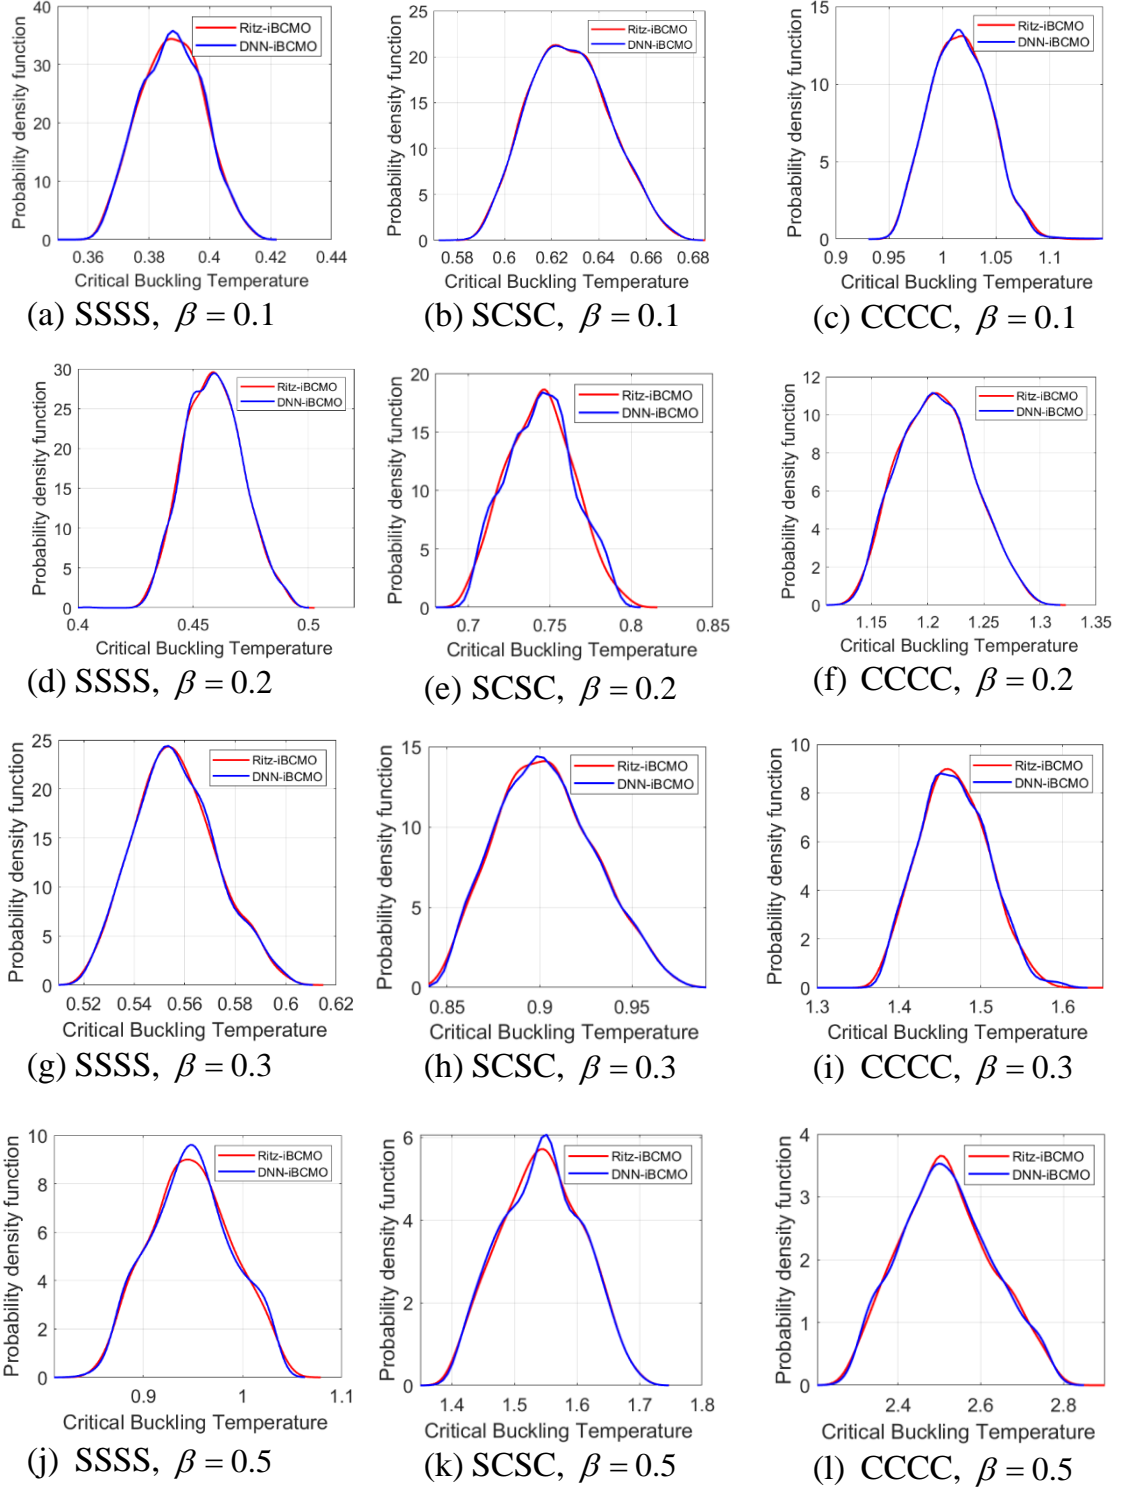 Probability density function
40
30
20
10
0
Ritz-iBCMO
DNN-iBCMO
0.36 0.38 0.4 0.42 0.44
Critical Buckling Temperature
(a) SSSS, β = 0.1
Probability density function
25
20
15
10
5
0
Ritz-iBCMO
DNN-iBCMO
0.58 0.6 0.62 0.64 0.66 0.68
Critical Buckling Temperature
(b) SCSC, β = 0.1
Probability density function
15
10
5
0
Ritz-iBCMO
DNN-iBCMO
0.9 0.95 1 1.05 1.1
Critical Buckling Temperature
(c) CCCC, β = 0.1
Probability density function
30
25
20
15
10
5
0
Ritz-iBCMO
DNN-iBCMO
0.4 0.45 0.5
Critical Buckling Temperature
(d) SSSS, β = 0.2
Probability density function
20
15
10
5
0
Ritz-iBCMO
DNN-iBCMO
0.7 0.75 0.8 0.85
Critical Buckling Temperature
(e) SCSC, β = 0.2
Probability density function
12
10
8
6
4
2
0
Ritz-iBCMO
DNN-iBCMO
1.15 1.2 1.25 1.3 1.35
Critical Buckling Temperature
(f) CCCC, β = 0.2
Probability density function
25
20
15
10
5
0
Ritz-iBCMO
DNN-iBCMO
0.52 0.54 0.56 0.58 0.6 0.62
Critical Buckling Temperature
(g) SSSS, β = 0.3
Probability density function
15
10
5
0
Ritz-iBCMO
DNN-iBCMO
0.85 0.9 0.95
Critical Buckling Temperature
(h) SCSC, β = 0.3
Probability density function
10
8
6
4
2
0
Ritz-iBCMO
DNN-iBCMO
1.3 1.4 1.5 1.6
Critical Buckling Temperature
(i) CCCC, β = 0.3
Probability density function
10
8
6
4
2
0
Ritz-iBCMO
DNN-iBCMO
0.9 1 1.1
Critical Buckling Temperature
(j) SSSS, β = 0.5
Probability density function
6
4
2
0
Ritz-iBCMO
DNN-iBCMO
1.4 1.5 1.6 1.7 1.8
Critical Buckling Temperature
(k) SCSC, β = 0.5
Probability density function
4
3
2
1
0
Ritz-iBCMO
DNN-iBCMO
2.4 2.6 2.8
Critical Buckling Temperature
(l) CCCC, β = 0.5